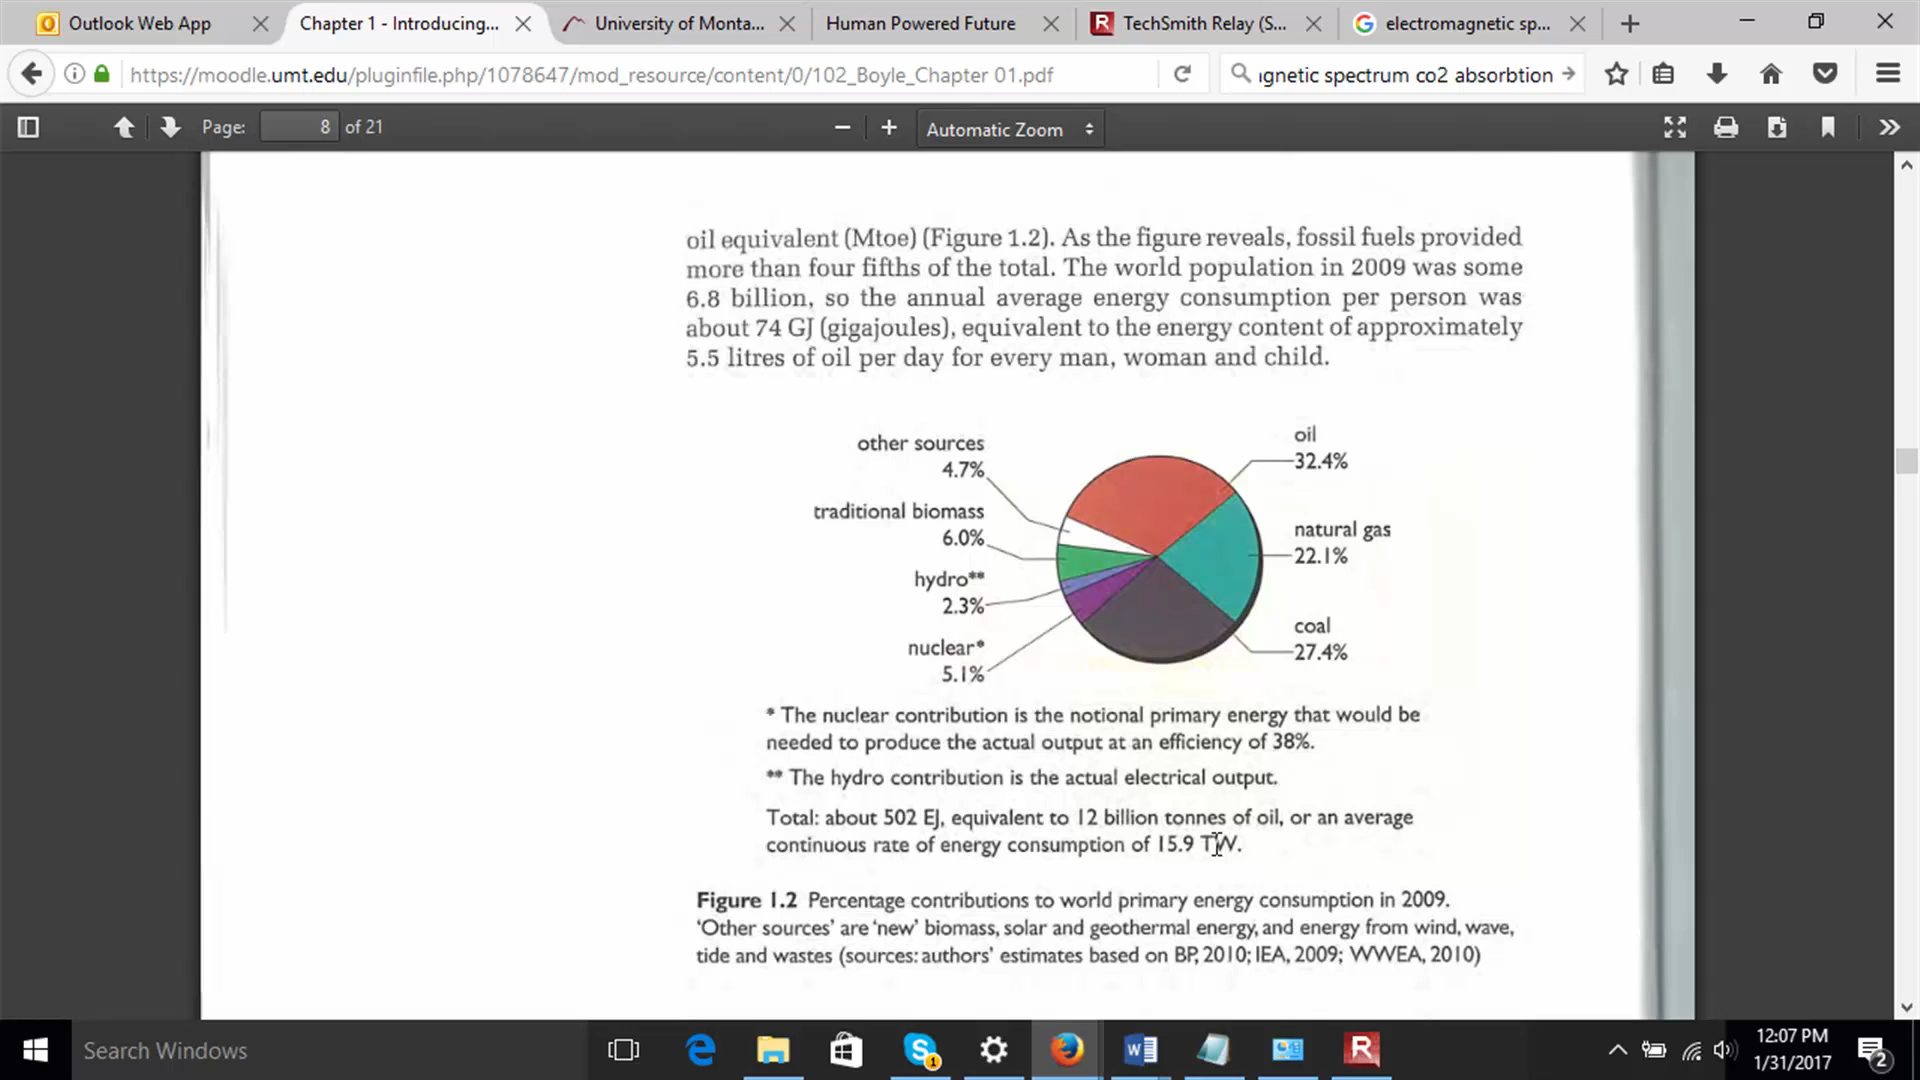 Outlook Web App
Chapter 1 - Introducing...
University of Monta...
Human Powered Future
TechSmith Relay (S...
electromagnetic sp...
https://moodle.umt.edu/pluginfile.php/1078647/mod_resource/content/0/102_Boyle_Chapter 01.pdf
gnetic spectrum co2 absorbtion
Page: 8 of 21
Automatic Zoom
oil equivalent (Mtoe) (Figure 1.2). As the figure reveals, fossil fuels provided
more than four fifths of the total. The world population in 2009 was some
6.8 billion, so the annual average energy consumption per person was
about 74 GJ (gigajoules), equivalent to the energy content of approximately
5.5 litres of oil per day for every man, woman and child.
other sources
4.7%
traditional biomass
6.0%
hydro**
2.3%
nuclear*
5.1%
oil
32.4%
natural gas
22.1%
coal
27.4%
* The nuclear contribution is the notional primary energy that would be
needed to produce the actual output at an efficiency of 38%.
** The hydro contribution is the actual electrical output.
Total: about 502 EJ, equivalent to 12 billion tonnes of oil, or an average
continuous rate of energy consumption of 15.9 TW.
Figure 1.2 Percentage contributions to world primary energy consumption in 2009.
'Other sources' are 'new' biomass, solar and geothermal energy, and energy from wind, wave,
tide and wastes (sources: authors' estimates based on BP, 2010; IEA, 2009; WWEA, 2010)
Search Windows
1
12:07 PM
1/31/2017
2